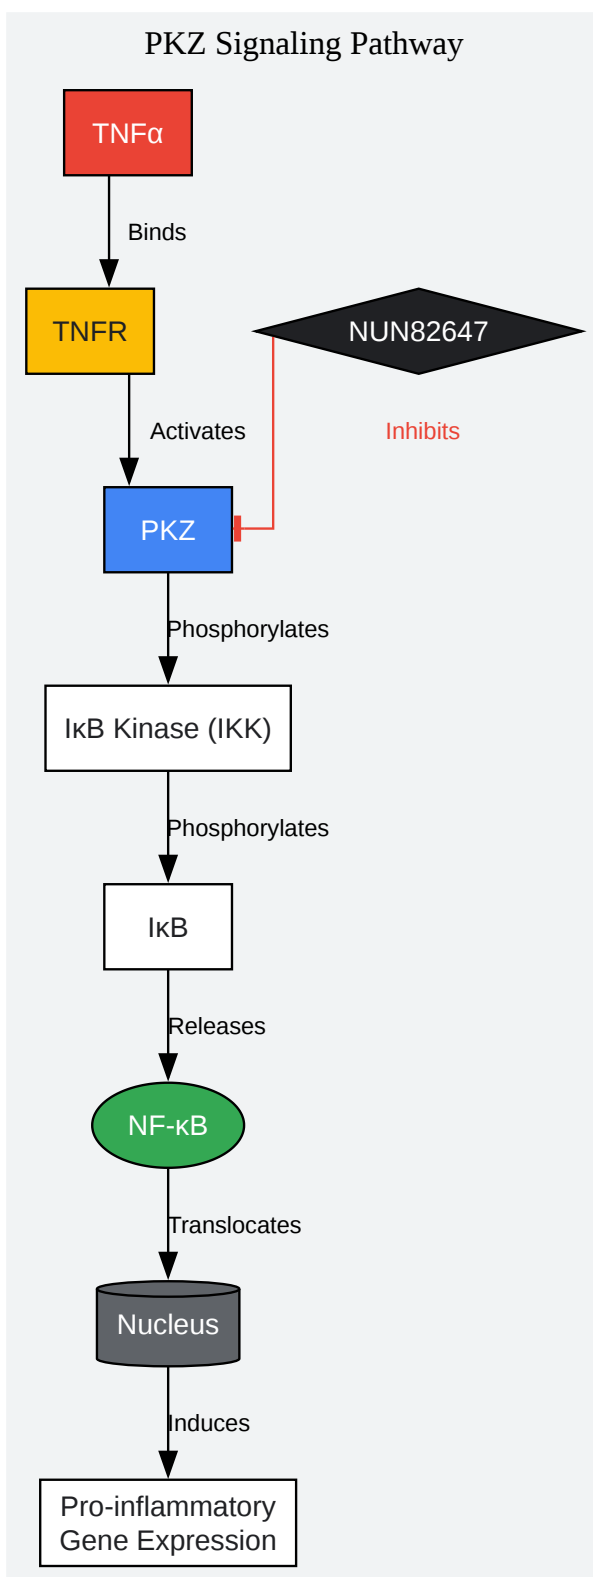 PKZ Signaling Pathway
TNFα
Binds
TNFR
NUN82647
Activates
Inhibits
PKZ
Phosphorylates
IκB Kinase (IKK)
Phosphorylates
IκB
Releases
NF-κB
Translocates
Nucleus
Induces
Pro-inflammatory
Gene Expression